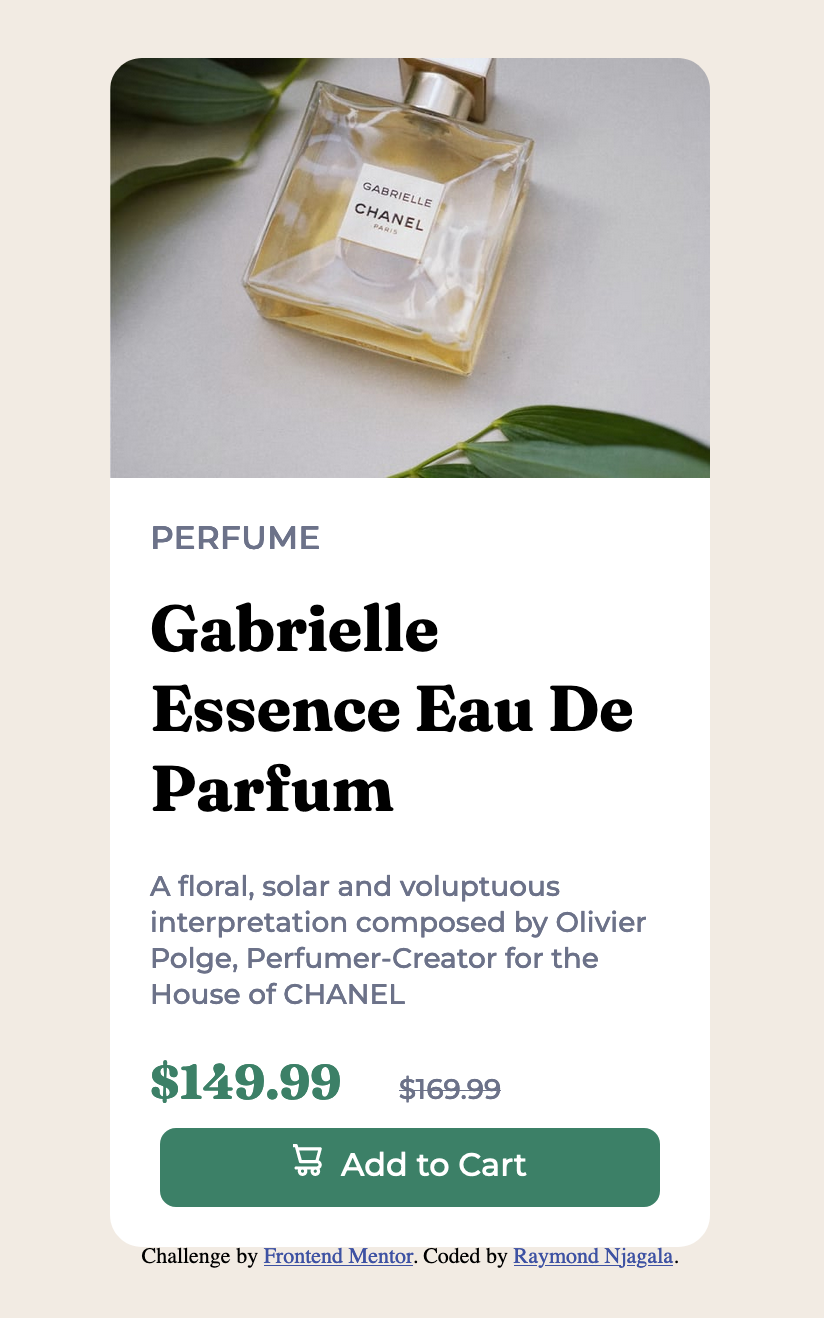 GABRIELLE
CHANEL
PARIS
PERFUME
Gabrielle
Essence Eau De
Parfum
A floral, solar and voluptuous
interpretation composed by Olivier
Polge, Perfumer-Creator for the
House of CHANEL
$149.99 $169.99
Add to Cart
Challenge by Frontend Mentor. Coded by Raymond Njagala.